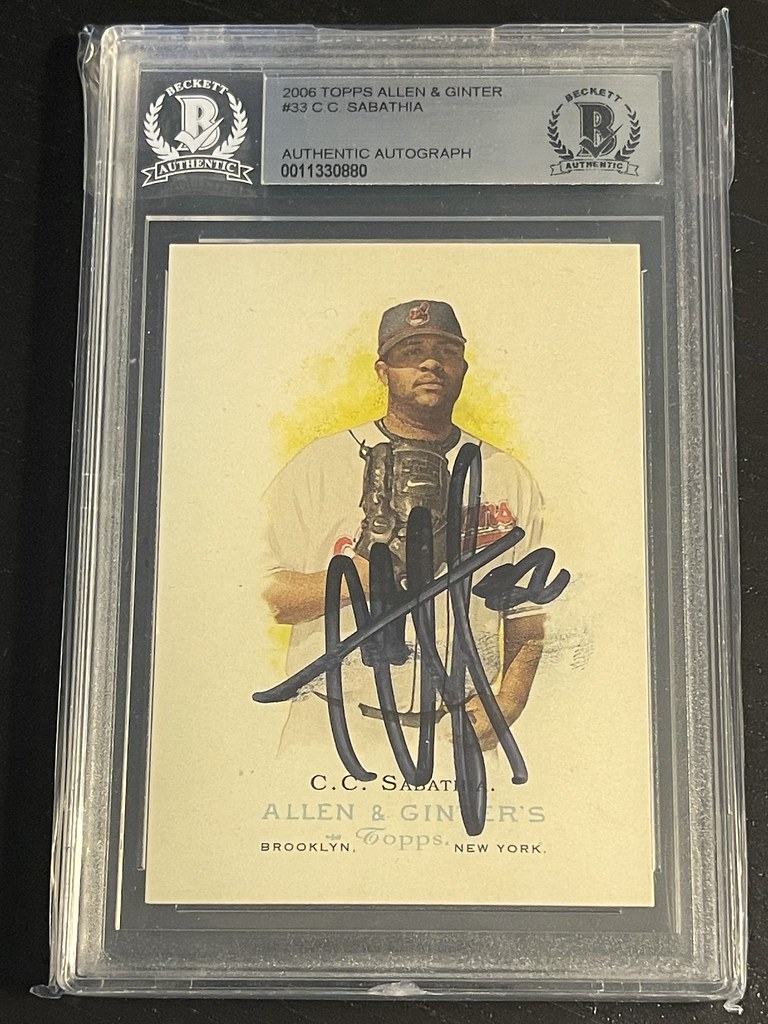 BECKETT
B
AUTHENTIC
2006 TOPPS ALLEN & GINTER
#33 C.C. SABATHIA
AUTHENTIC AUTOGRAPH
0011330880
BECKETT
B
AUTHENTIC
C.C. SABATHIA.
ALLEN & GINTER'S
Topps.
BROOKLYN, NEW YORK.